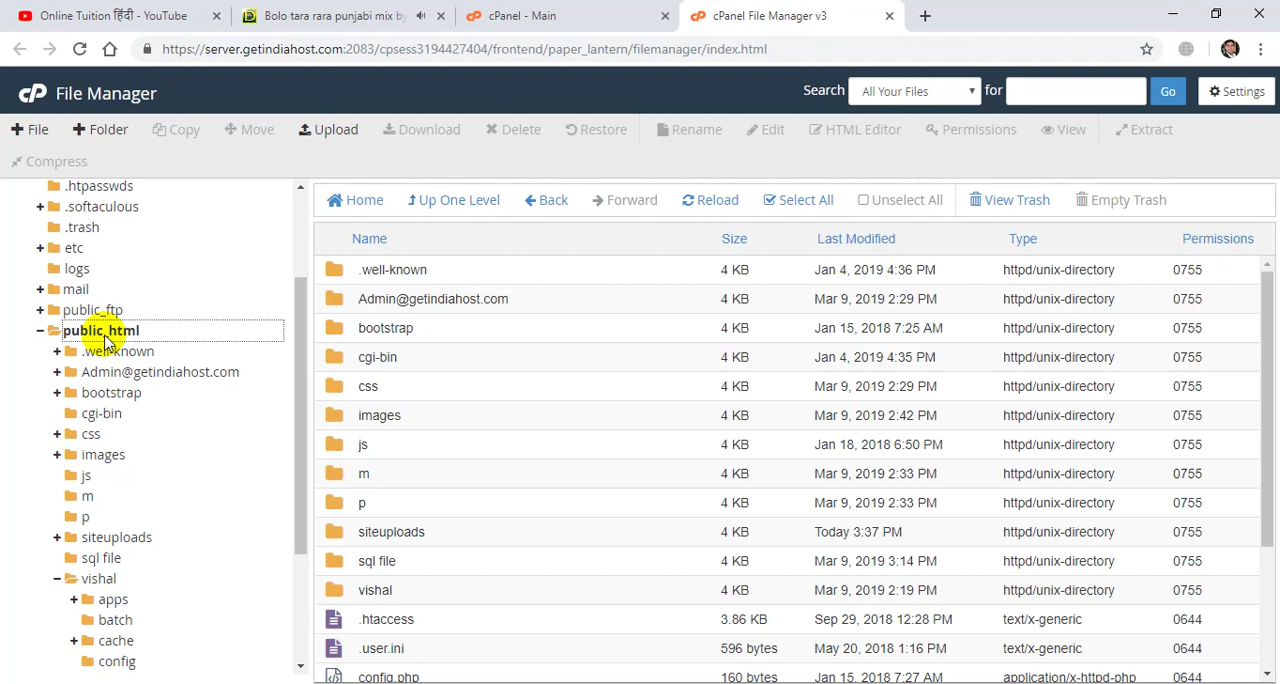 Online Tuition हिंदी - YouTube
Bolo tara rara punjabi mix by
cPanel - Main
el File Manager v3
https://server.getindiahost.com:2083/cpsess3194427404/frontend/paper_lantern/filemanager/index.html
cP File Manager
Search All Your Files for Go Settings
File Folder Copy Move Upload Download Delete Restore Rename Edit HTML Editor Permissions View Extract
Compress
Home Up One Level Back Forward Reload Select All Unselect All View Trash Empty Trash
.htpasswds
.softaculous
.trash
etc
logs
mail
public_ftp
public_html
.well-known
Admin@getindiahost.com
bootstrap
cgi-bin
css
images
js
m
p
siteuploads
sql file
vishal
apps
batch
cache
config
Name Size Last Modified Type Permissions
.well-known 4 KB Jan 4, 2019 4:36 PM httpd/unix-directory 0755
Admin@getindiahost.com 4 KB Mar 9, 2019 2:29 PM httpd/unix-directory 0755
bootstrap 4 KB Jan 15, 2018 7:25 AM httpd/unix-directory 0755
cgi-bin 4 KB Jan 4, 2019 4:35 PM httpd/unix-directory 0755
css 4 KB Mar 9, 2019 2:29 PM httpd/unix-directory 0755
images 4 KB Mar 9, 2019 2:42 PM httpd/unix-directory 0755
js 4 KB Jan 18, 2018 6:50 PM httpd/unix-directory 0755
m 4 KB Mar 9, 2019 2:33 PM httpd/unix-directory 0755
p 4 KB Mar 9, 2019 2:33 PM httpd/unix-directory 0755
siteuploads 4 KB Today 3:37 PM httpd/unix-directory 0755
sql file 4 KB Mar 9, 2019 3:14 PM httpd/unix-directory 0755
vishal 4 KB Mar 9, 2019 2:19 PM httpd/unix-directory 0755
.htaccess 3.86 KB Sep 29, 2018 12:28 PM text/x-generic 0644
.user.ini 596 bytes May 20, 2018 1:16 PM text/x-generic 0644
config.php 160 bytes Jan 15, 2018 7:27 AM application/x-httpd-php 0644